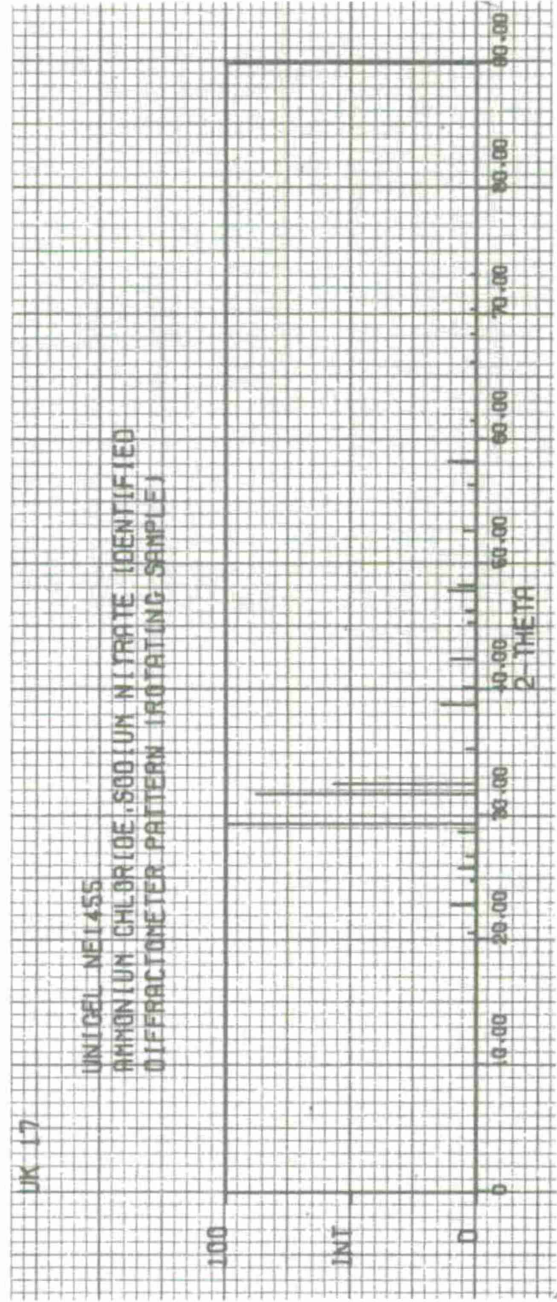 UK 17
UNIGEL NE1455
AMMONIUM CHLORIDE,SODIUM NITRATE IDENTIFIED
DIFFRACTOMETER PATTERN (ROTATING SAMPLE)
100
INT
0
0 10.00 20.00 30.00 40.00 50.00 60.00 70.00 80.00 90.00
2-THETA